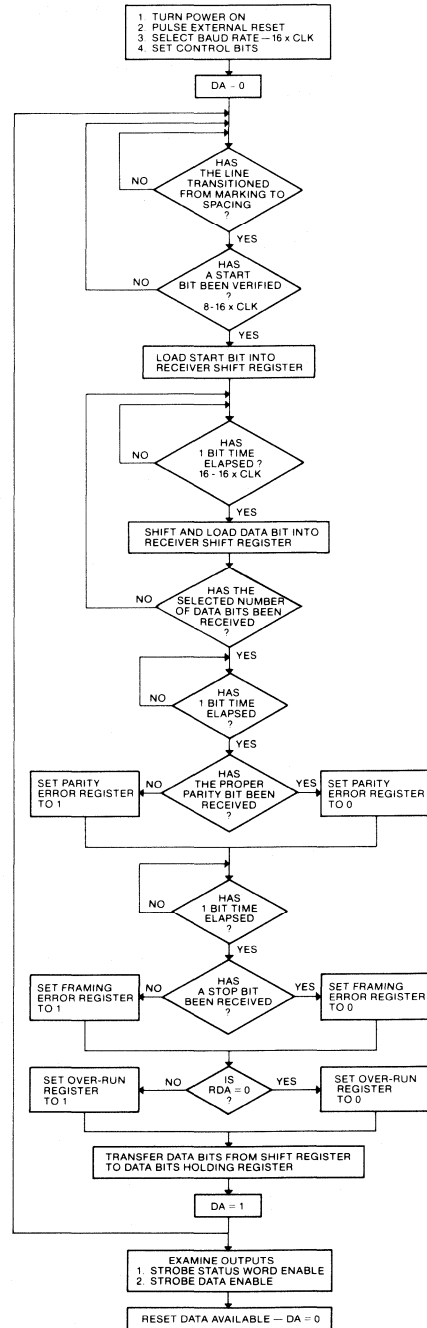 1. TURN POWER ON
2. PULSE EXTERNAL RESET
3. SELECT BAUD RATE — 16 x CLK
4. SET CONTROL BITS
DA - 0
HAS
THE LINE
TRANSITIONED
FROM MARKING TO
SPACING
?
NO
YES
HAS
A START
BIT BEEN VERIFIED
?
8-16 x CLK
NO
YES
LOAD START BIT INTO
RECEIVER SHIFT REGISTER
HAS
1 BIT TIME
ELAPSED ?
16 - 16 x CLK
NO
YES
SHIFT AND LOAD DATA BIT INTO
RECEIVER SHIFT REGISTER
HAS THE
SELECTED NUMBER
OF DATA BITS BEEN
RECEIVED
?
NO
YES
HAS
1 BIT TIME
ELAPSED
?
NO
YES
HAS
THE PROPER
PARITY BIT BEEN
RECEIVED
?
NO
YES
SET PARITY
ERROR REGISTER
TO 1
SET PARITY
ERROR REGISTER
TO 0
HAS
1 BIT TIME
ELAPSED
?
NO
YES
HAS
A STOP BIT
BEEN RECEIVED
?
NO
YES
SET FRAMING
ERROR REGISTER
TO 1
SET FRAMING
ERROR REGISTER
TO 0
IS
RDA = 0
?
NO
YES
SET OVER-RUN
REGISTER
TO 1
SET OVER-RUN
REGISTER
TO 0
TRANSFER DATA BITS FROM SHIFT REGISTER
TO DATA BITS HOLDING REGISTER
DA = 1
EXAMINE OUTPUTS
1. STROBE STATUS WORD ENABLE
2. STROBE DATA ENABLE
RESET DATA AVAILABLE — DA = 0